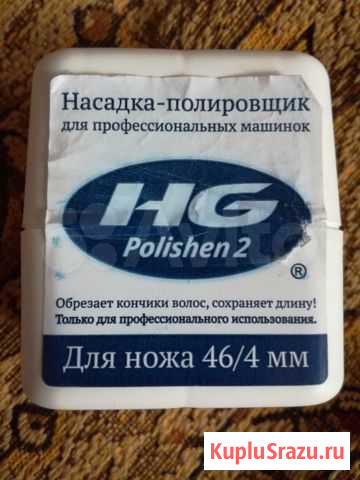 Насадка-полировщик
для профессиональных машинок
HG
Polishen 2
®
Обрезает кончики волос, сохраняет длину!
Только для профессионального использования.
Для ножа 46/4 мм
KupluSrazu.ru